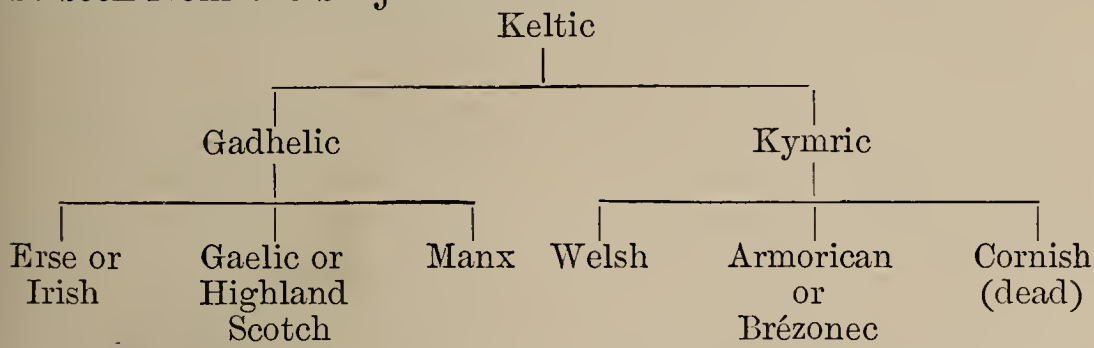 Keltic
Gadhelic Kymric
Erse or Gaelic or Manx Welsh Armorican Cornish
Irish Highland or (dead)
Scotch Brézonec